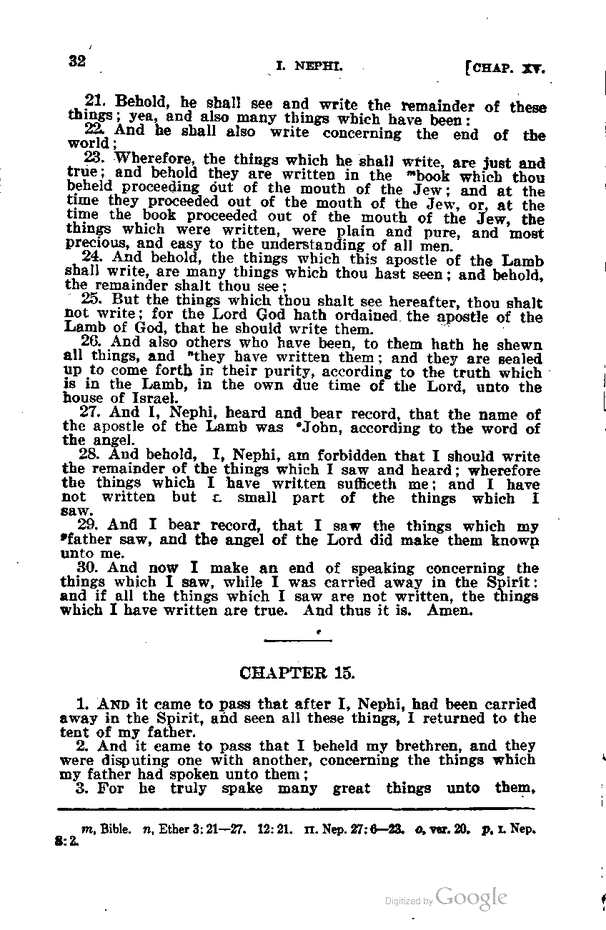 32
I. NEPHI.
[CHAP. XV.
21. Behold, he shall see and write the remainder of these
things; yea, and also many things which have been:
22. And he shall also write concerning the end of the
world;
23. Wherefore, the things which he shall write, are just and
true; and behold they are written in the ᵐbook which thou
beheld proceeding out of the mouth of the Jew; and at the
time they proceeded out of the mouth of the Jew, or, at the
time the book proceeded out of the mouth of the Jew, the
things which were written, were plain and pure, and most
precious, and easy to the understanding of all men.
24. And behold, the things which this apostle of the Lamb
shall write, are many things which thou hast seen; and behold,
the remainder shalt thou see;
25. But the things which thou shalt see hereafter, thou shalt
not write; for the Lord God hath ordained the apostle of the
Lamb of God, that he should write them.
26. And also others who have been, to them hath he shewn
all things, and ⁿthey have written them; and they are sealed
up to come forth in their purity, according to the truth which
is in the Lamb, in the own due time of the Lord, unto the
house of Israel.
27. And I, Nephi, heard and bear record, that the name of
the apostle of the Lamb was ᵒJohn, according to the word of
the angel.
28. And behold, I, Nephi, am forbidden that I should write
the remainder of the things which I saw and heard; wherefore
the things which I have written sufficeth me; and I have
not written but a small part of the things which I
saw.
29. And I bear record, that I saw the things which my
ᵖfather saw, and the angel of the Lord did make them known
unto me.
30. And now I make an end of speaking concerning the
things which I saw, while I was carried away in the Spirit:
and if all the things which I saw are not written, the things
which I have written are true. And thus it is. Amen.
CHAPTER 15.
1. AND it came to pass that after I, Nephi, had been carried
away in the Spirit, and seen all these things, I returned to the
tent of my father.
2. And it came to pass that I beheld my brethren, and they
were disputing one with another, concerning the things which
my father had spoken unto them;
3. For he truly spake many great things unto them,
m, Bible. n, Ether 3: 21—27. 12: 21. II. Nep. 27: 6—23. o, ver. 20. p, I. Nep.
8: 2.
Digitized by Google